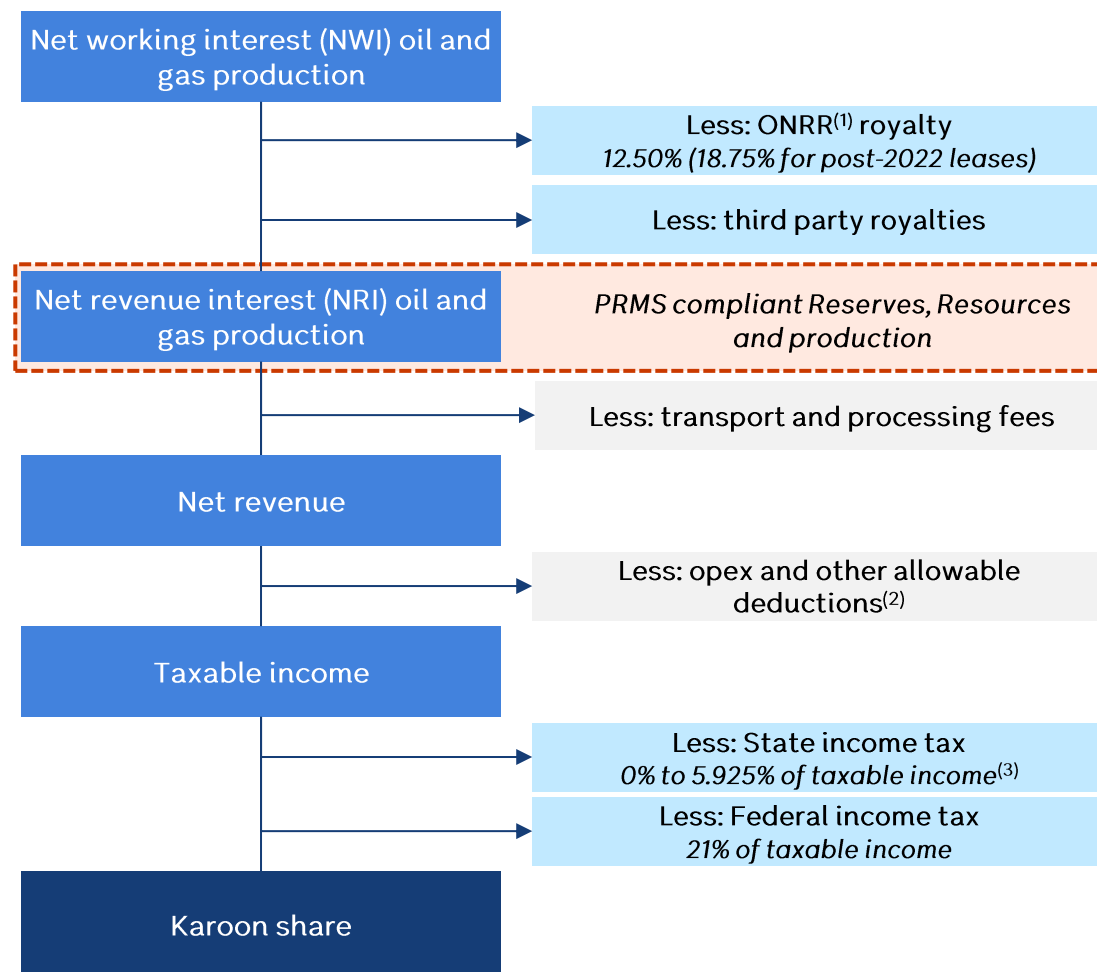 Net working interest (NWI) oil and
gas production
Less: ONRR(1) royalty
12.50% (18.75% for post-2022 leases)
Less: third party royalties
Net revenue interest (NRI) oil and
gas production
PRMS compliant Reserves, Resources
and production
Less: transport and processing fees
Net revenue
Less: opex and other allowable
deductions(2)
Taxable income
Less: State income tax
0% to 5.925% of taxable income(3)
Less: Federal income tax
21% of taxable income
Karoon share